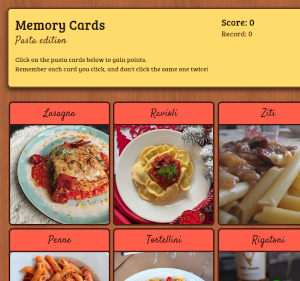 Memory Cards
Pasta edition
Score: 0
Record: 0
Click on the pasta cards below to gain points.
Remember each card you click, and don't click the same one twice!
Lasagna
Ravioli
Ziti
Penne
Tortellini
Rigatoni